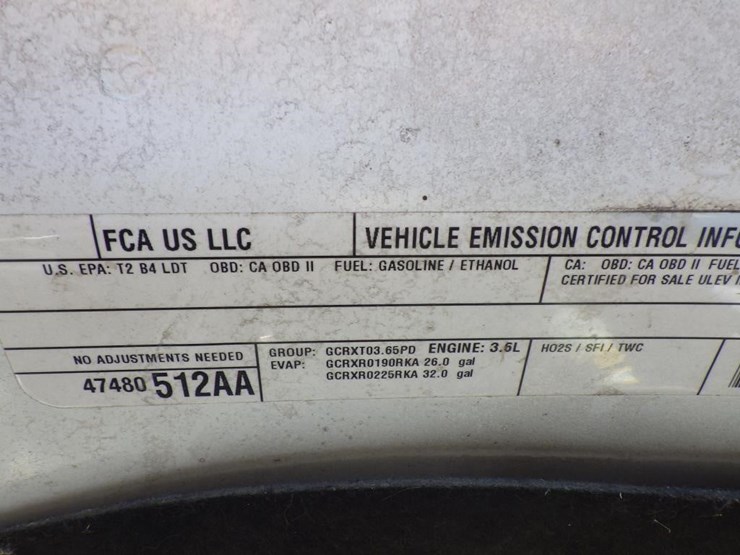 FCA US LLC VEHICLE EMISSION CONTROL
U.S. EPA: T2 B4 LDT OBD: CA OBD II FUEL: GASOLINE / ETHANOL CA: OBD: CA OBD II
CERTIFIED FOR SALE ULEV
NO ADJUSTMENTS NEEDED
47480 512AA
GROUP: GCRXT03.65PD ENGINE: 3.6L
EVAP: GCRXR0190RKA 26.0 gal
GCRXR0225RKA 32.0 gal
HO2S / SFI / TWC